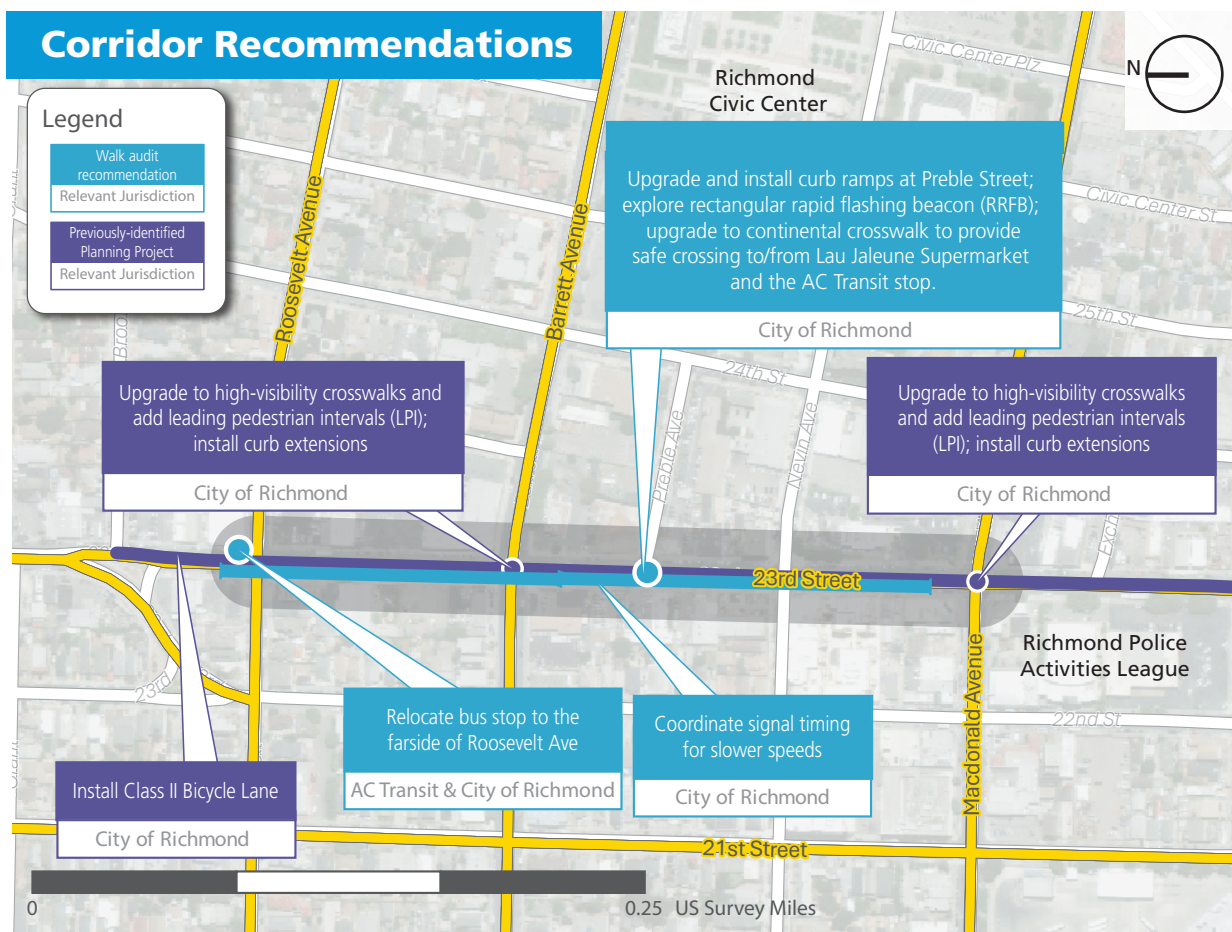 Corridor Recommendations
N
Legend
Walk audit
recommendation
Relevant Jurisdiction
Previously-identified
Planning Project
Relevant Jurisdiction
Richmond
Civic Center
Civic Center Plz
Civic Center St
25th St
24th St
Roosevelt Avenue
Barrett Avenue
Upgrade and install curb ramps at Preble Street;
explore rectangular rapid flashing beacon (RRFB);
upgrade to continental crosswalk to provide
safe crossing to/from Lau Jaleune Supermarket
and the AC Transit stop.
City of Richmond
Upgrade to high-visibility crosswalks and
add leading pedestrian intervals (LPI);
install curb extensions
City of Richmond
Upgrade to high-visibility crosswalks
and add leading pedestrian intervals
(LPI); install curb extensions
City of Richmond
Preble Ave
Nevin Ave
Exch
Broo
23rd Street
Richmond Police
Activities League
23rd
22nd St
Macdonald Avenue
Relocate bus stop to the
farside of Roosevelt Ave
AC Transit & City of Richmond
Coordinate signal timing
for slower speeds
City of Richmond
Install Class II Bicycle Lane
City of Richmond
Grant
21st Street
0
0.25 US Survey Miles